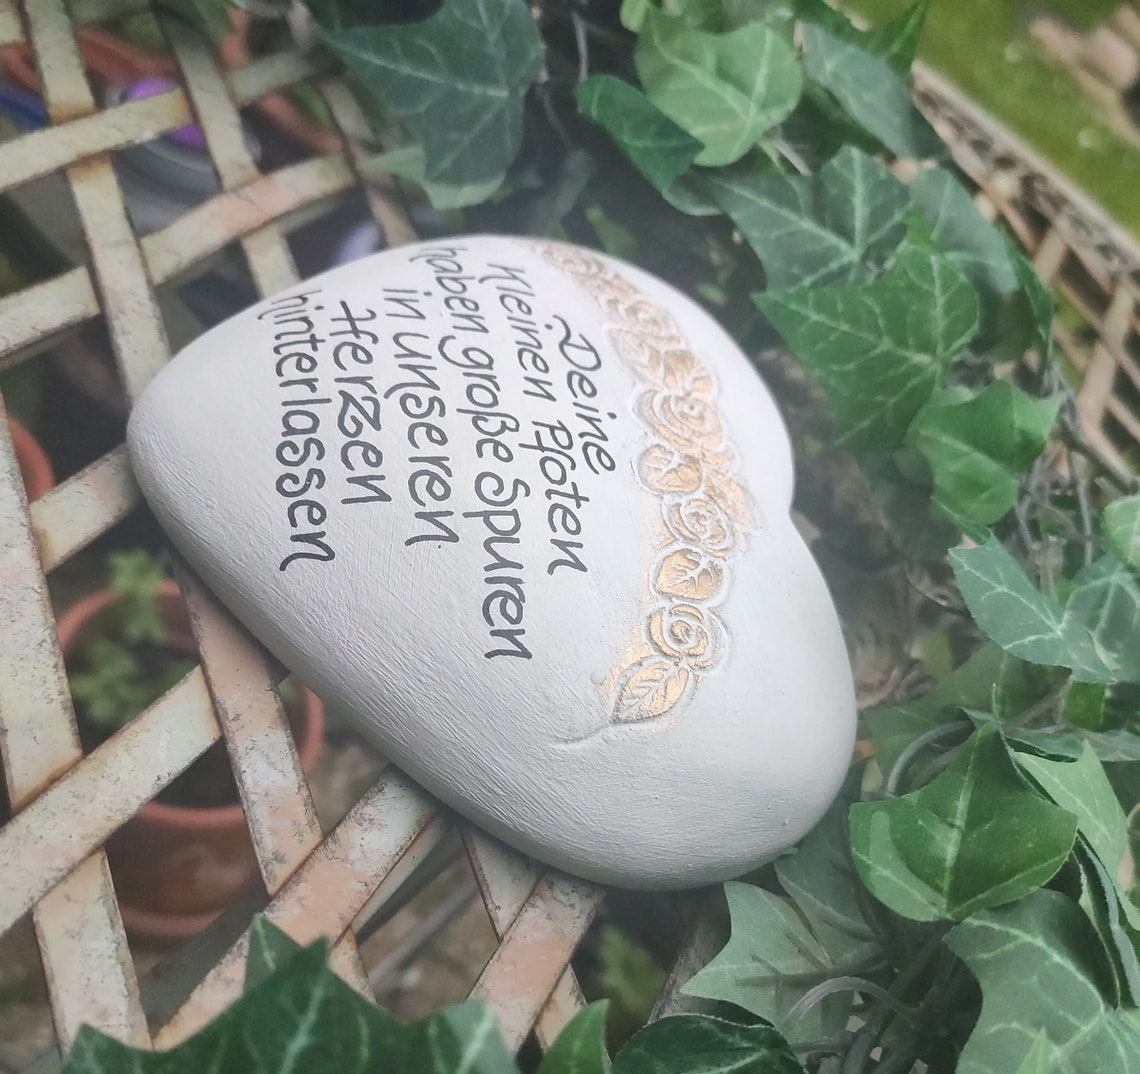 Deine
Kleinen Pfoten
haben große Spuren
in unseren
Herzen
hinterlassen